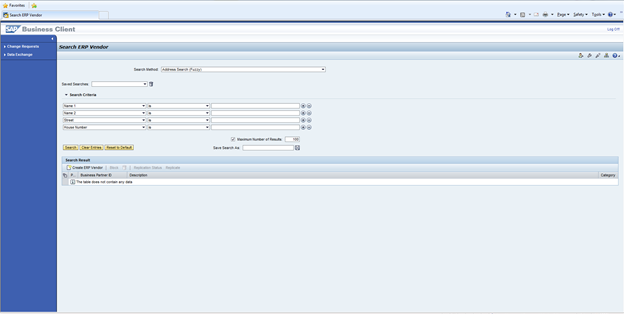 Favorites
Search ERP Vendor
Page Safety Tools
SAP Business Client
Log Off
Change Requests
Data Exchange
Search ERP Vendor
Search Method: Address Search (Fuzzy)
Saved Searches:
Search Criteria
Name 1 is
Name 2 is
Street is
House Number is
Maximum Number of Results: 100
Search Clear Entries Reset to Default
Save Search As:
Search Result
Create ERP Vendor Block Replication Status Replicate
P... Business Partner ID Description Category
The table does not contain any data